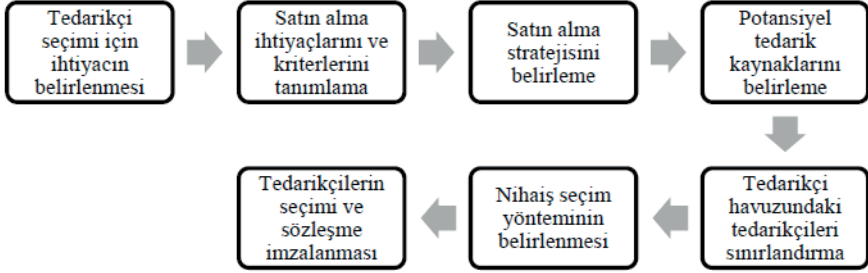 Tedarikçi
seçimi için
ihtiyacın
belirlenmesi
Satın alma
ihtiyaçlarını ve
kriterlerini
tanımlama
Satın alma
stratejisini
belirleme
Potansiyel
tedarik
kaynaklarını
belirleme
Tedarikçi
havuzundaki
tedarikçileri
sınırlandırma
Nihaiş seçim
yönteminin
belirlenmesi
Tedarikçilerin
seçimi ve
sözleşme
imzalanması